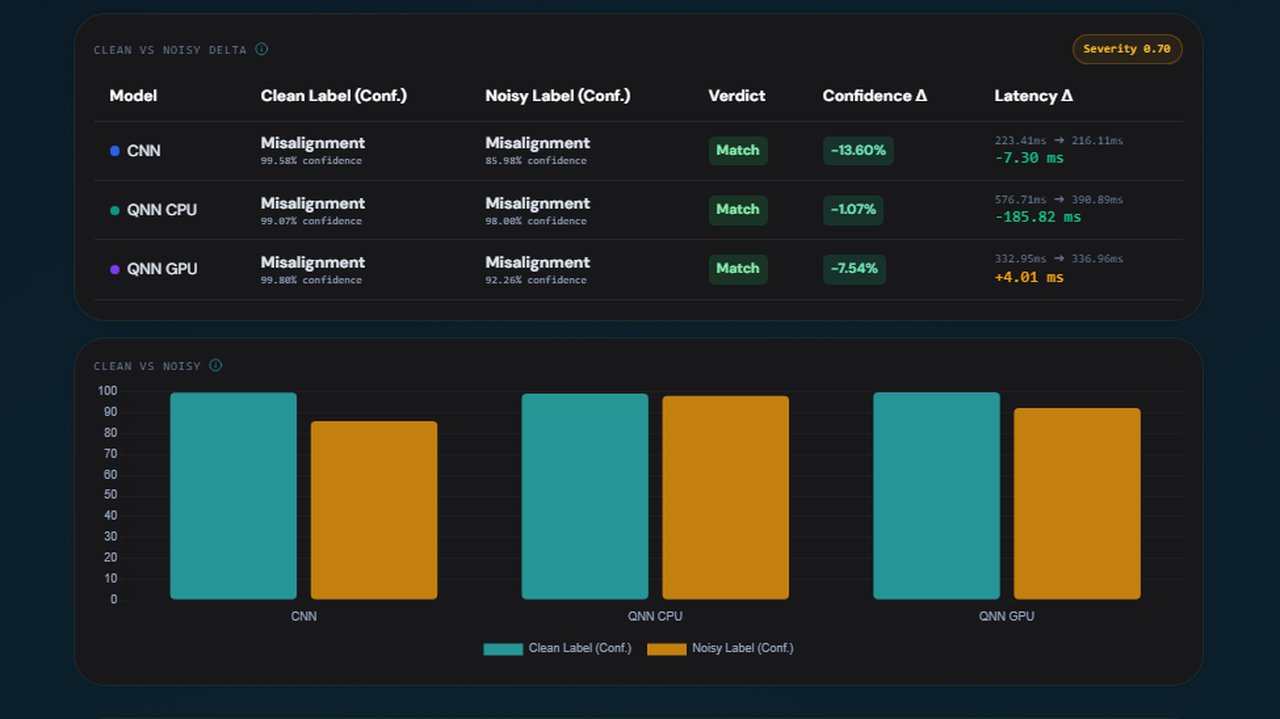 CLEAN VS NOISY DELTA
Severity 0.70
Model Clean Label (Conf.) Noisy Label (Conf.) Verdict Confidence Δ Latency Δ
CNN Misalignment 99.58% confidence Misalignment 85.98% confidence Match -13.60% 223.41ms → 216.11ms -7.30 ms
QNN CPU Misalignment 99.07% confidence Misalignment 98.00% confidence Match -1.07% 576.71ms → 390.89ms -185.82 ms
QNN GPU Misalignment 99.80% confidence Misalignment 92.26% confidence Match -7.54% 332.95ms → 336.96ms +4.01 ms
CLEAN VS NOISY
100
90
80
70
60
50
40
30
20
10
0
CNN QNN CPU QNN GPU
Clean Label (Conf.) Noisy Label (Conf.)